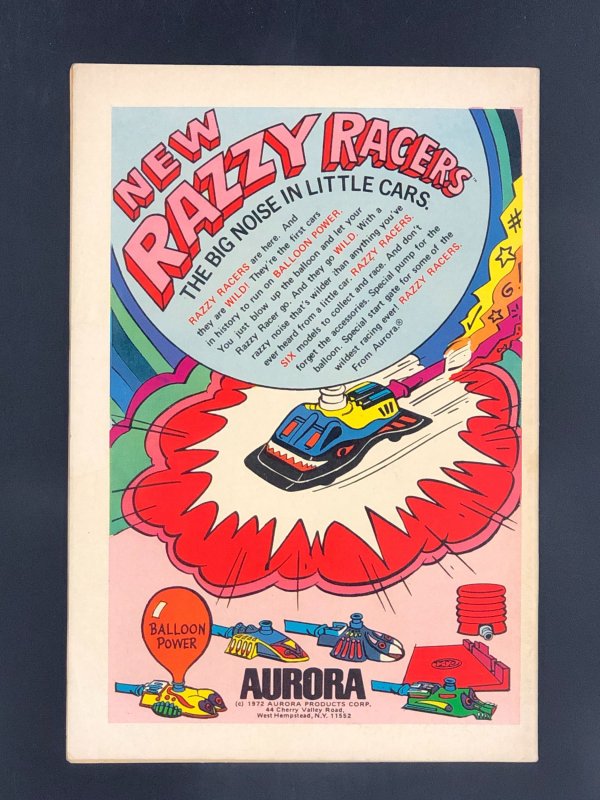 NEW
RAZZY RACERS™
THE BIG NOISE IN LITTLE CARS.
RAZZY RACERS are here. And
they are WILD! They're the first cars
in history to run on BALLOON POWER.
You just blow up the balloon and let your
Razzy Racer go. And they go WILD. With a
razzy noise that's wilder than anything you've
ever heard from a little car. RAZZY RACERS.
SIX models to collect and race. And don't
forget the accessories. Special pump for the
balloon. Special start gate for some of the
wildest racing ever! RAZZY RACERS.
From Aurora.®
BALLOON
POWER
AURORA
(c) 1972 AURORA PRODUCTS CORP.
44 Cherry Valley Road,
West Hempstead, N.Y. 11552